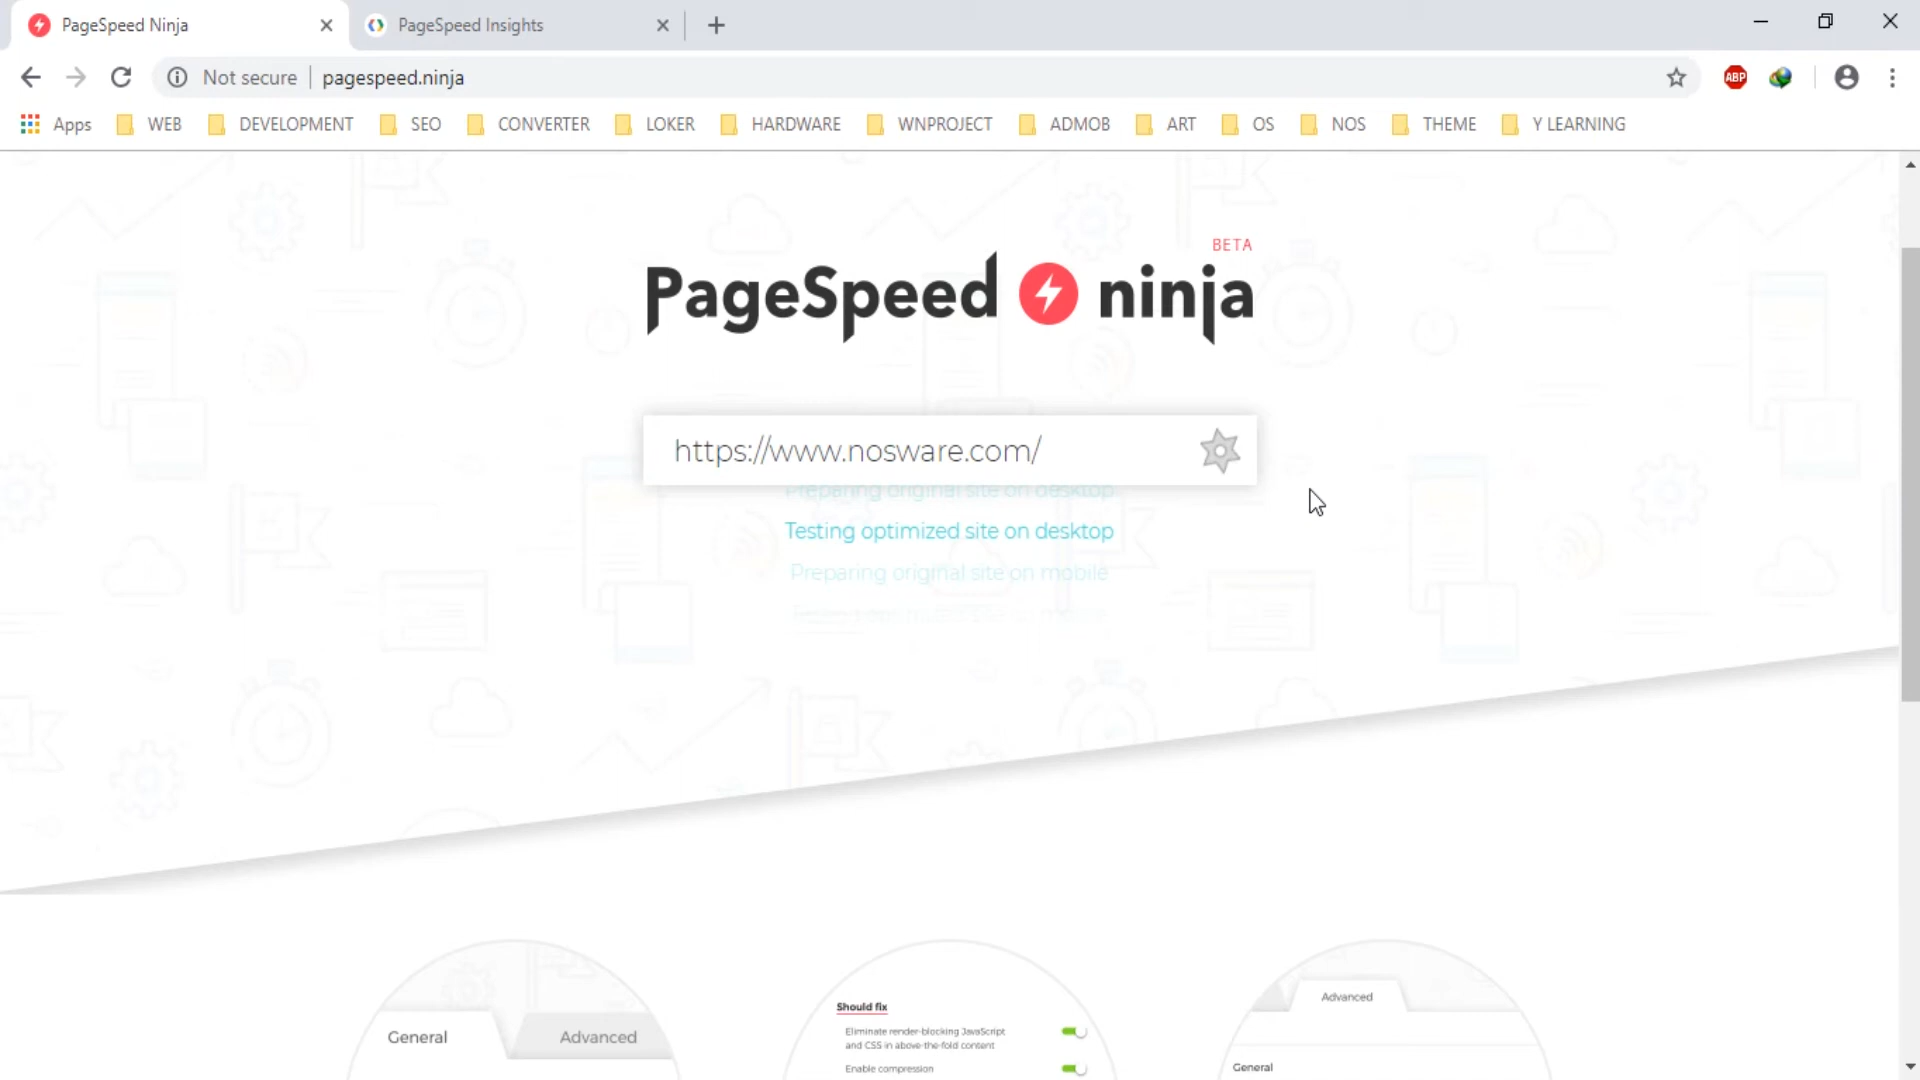 PageSpeed Ninja
PageSpeed Insights
Not secure
pagespeed.ninja
ABP
Apps
WEB
DEVELOPMENT
SEO
CONVERTER
LOKER
HARDWARE
WNPROJECT
ADMOB
ART
OS
NOS
THEME
Y LEARNING
BETA
PageSpeed ninja
https://www.nosware.com/
Preparing original site on desktop
Testing optimized site on desktop
Preparing original site on mobile
General
Advanced
Should fix
Eliminate render-blocking JavaScript
and CSS in above-the-fold content
Enable compression
Advanced
General